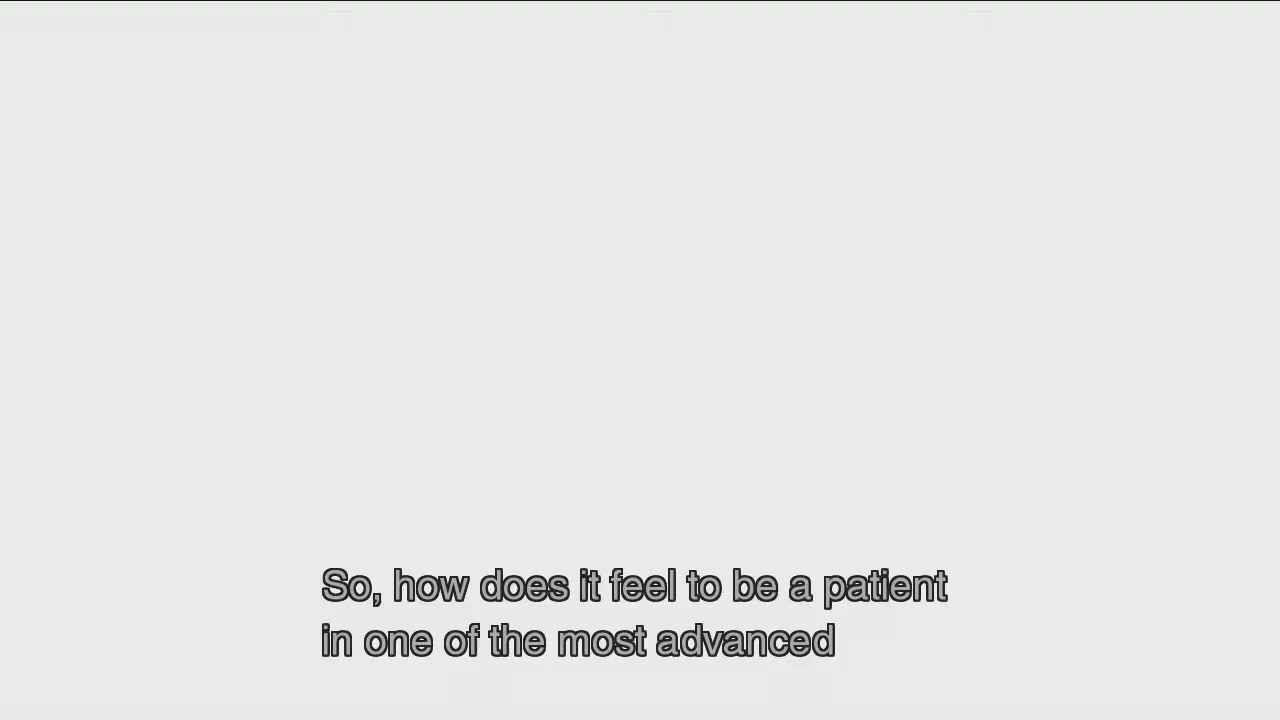 So, how does it feel to be a patient
in one of the most advanced